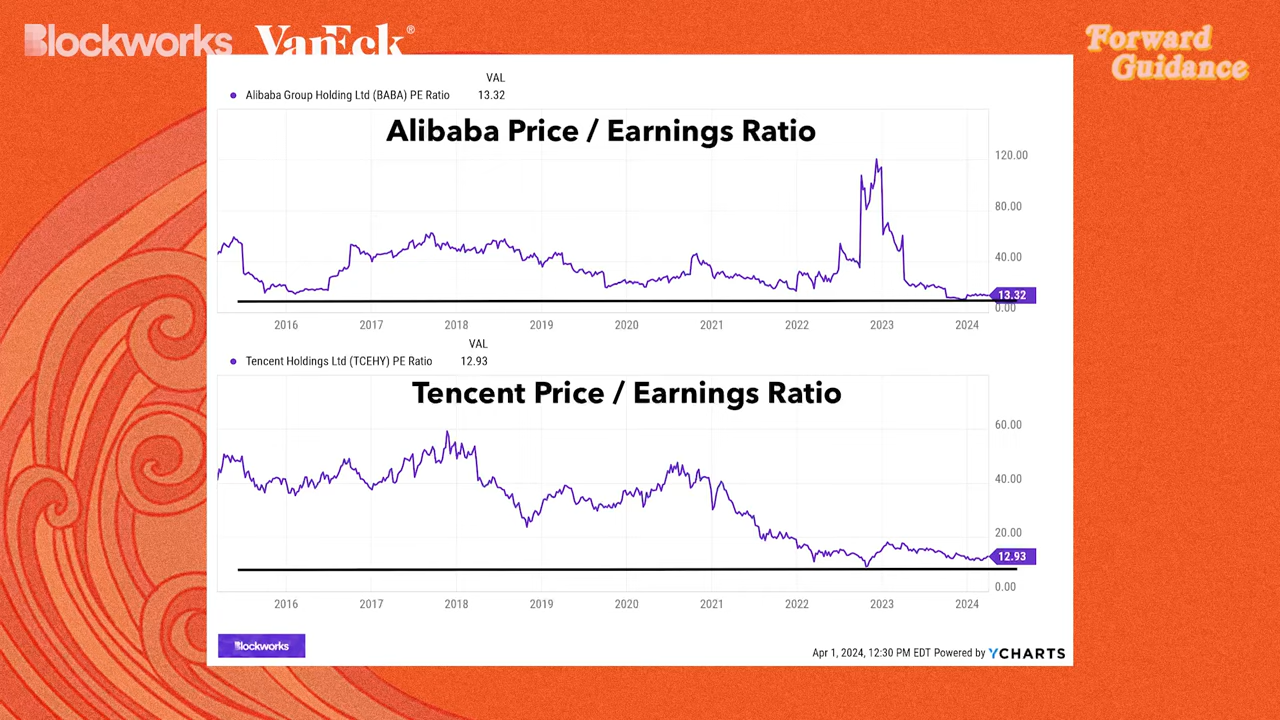 Blockworks VanEck®
Forward
Guidance
VAL
Alibaba Group Holding Ltd (BABA) PE Ratio 13.32
Alibaba Price / Earnings Ratio
120.00
80.00
40.00
13.32
0.00
2016 2017 2018 2019 2020 2021 2022 2023 2024
VAL
Tencent Holdings Ltd (TCEHY) PE Ratio 12.93
Tencent Price / Earnings Ratio
60.00
40.00
20.00
12.93
0.00
2016 2017 2018 2019 2020 2021 2022 2023 2024
Blockworks
Apr 1, 2024, 12:30 PM EDT Powered by YCHARTS